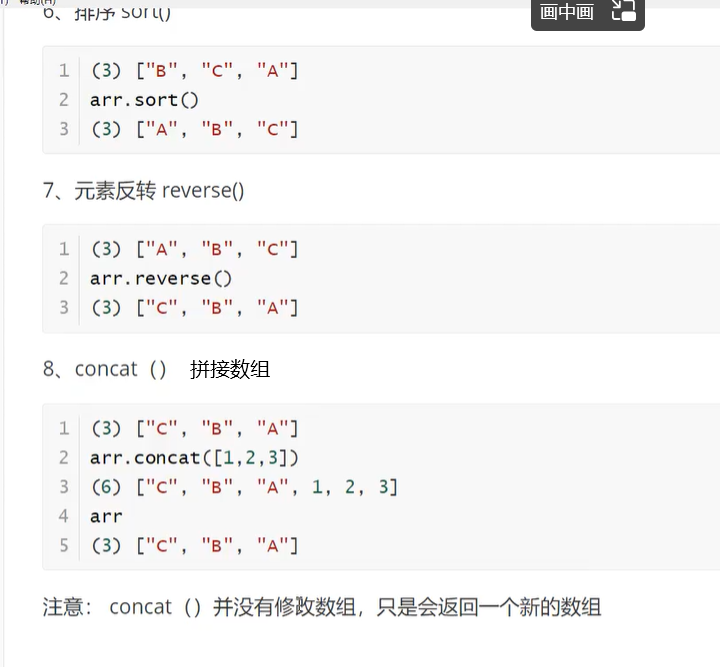 画中画
6、排序 sort()
1 (3) ["B", "C", "A"]
2 arr.sort()
3 (3) ["A", "B", "C"]
7、元素反转 reverse()
1 (3) ["A", "B", "C"]
2 arr.reverse()
3 (3) ["C", "B", "A"]
8、concat（） 拼接数组
1 (3) ["C", "B", "A"]
2 arr.concat([1,2,3])
3 (6) ["C", "B", "A", 1, 2, 3]
4 arr
5 (3) ["C", "B", "A"]
注意： concat（）并没有修改数组，只是会返回一个新的数组